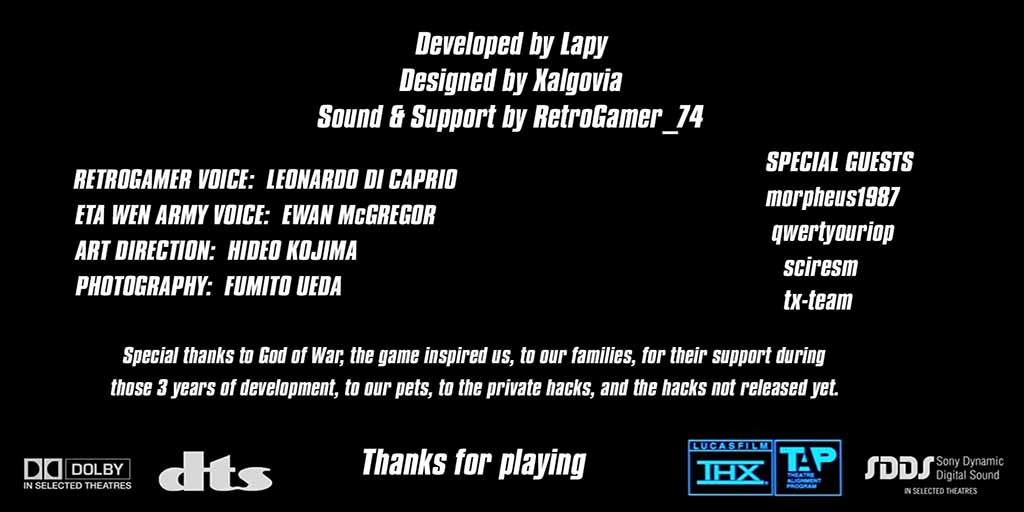 Developed by Lapy
Designed by Xalgovia
Sound & Support by RetroGamer_74
RETROGAMER VOICE: LEONARDO DI CAPRIO
ETA WEN ARMY VOICE: EWAN McGREGOR
ART DIRECTION: HIDEO KOJIMA
PHOTOGRAPHY: FUMITO UEDA
SPECIAL GUESTS
morpheus1987
qwertyouriop
sciresm
tx-team
Special thanks to God of War, the game inspired us, to our families, for their support during
those 3 years of development, to our pets, to the private hacks, and the hacks not released yet.
Thanks for playing
DOLBY
IN SELECTED THEATRES
dts
LUCASFILM
THX
TAP
THEATRE
ALIGNMENT
PROGRAM
SDDS
Sony Dynamic
Digital Sound
IN SELECTED THEATRES